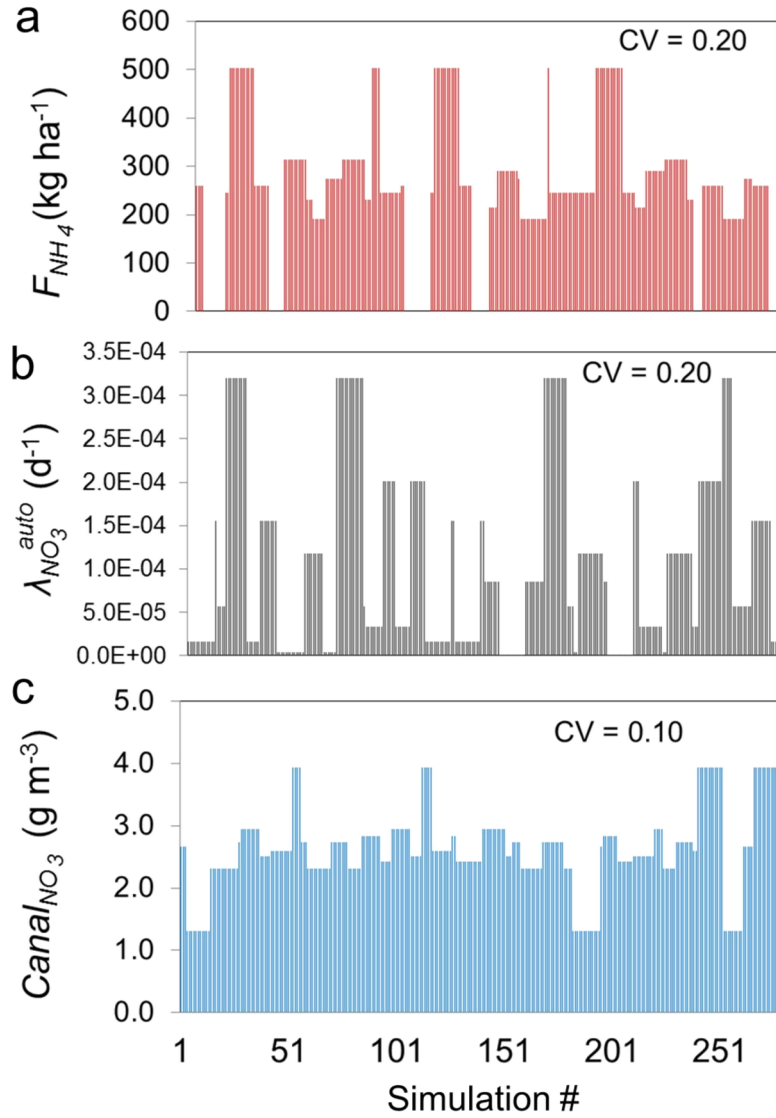 a
CV = 0.20
600
500
400
300
200
100
0
F_NH4 (kg ha-1)
b
CV = 0.20
3.5E-04
3.0E-04
2.5E-04
2.0E-04
1.5E-04
1.0E-04
5.0E-05
0.0E+00
λ_NO3^auto (d-1)
c
CV = 0.10
5.0
4.0
3.0
2.0
1.0
0.0
Canal_NO3 (g m-3)
1 51 101 151 201 251
Simulation #